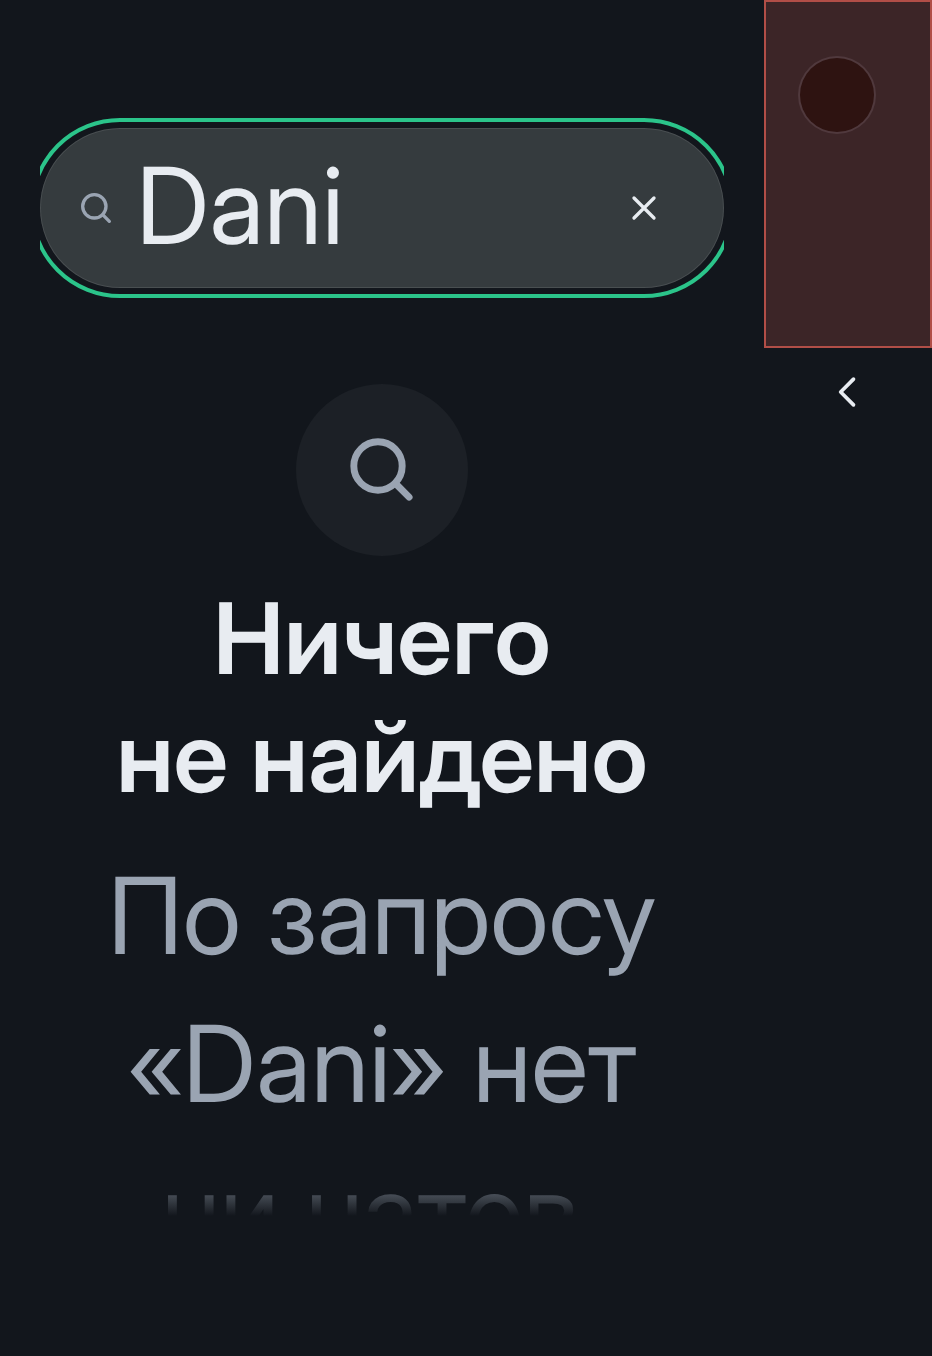 Dani
Ничего
не найдено
По запросу
«Dani» нет